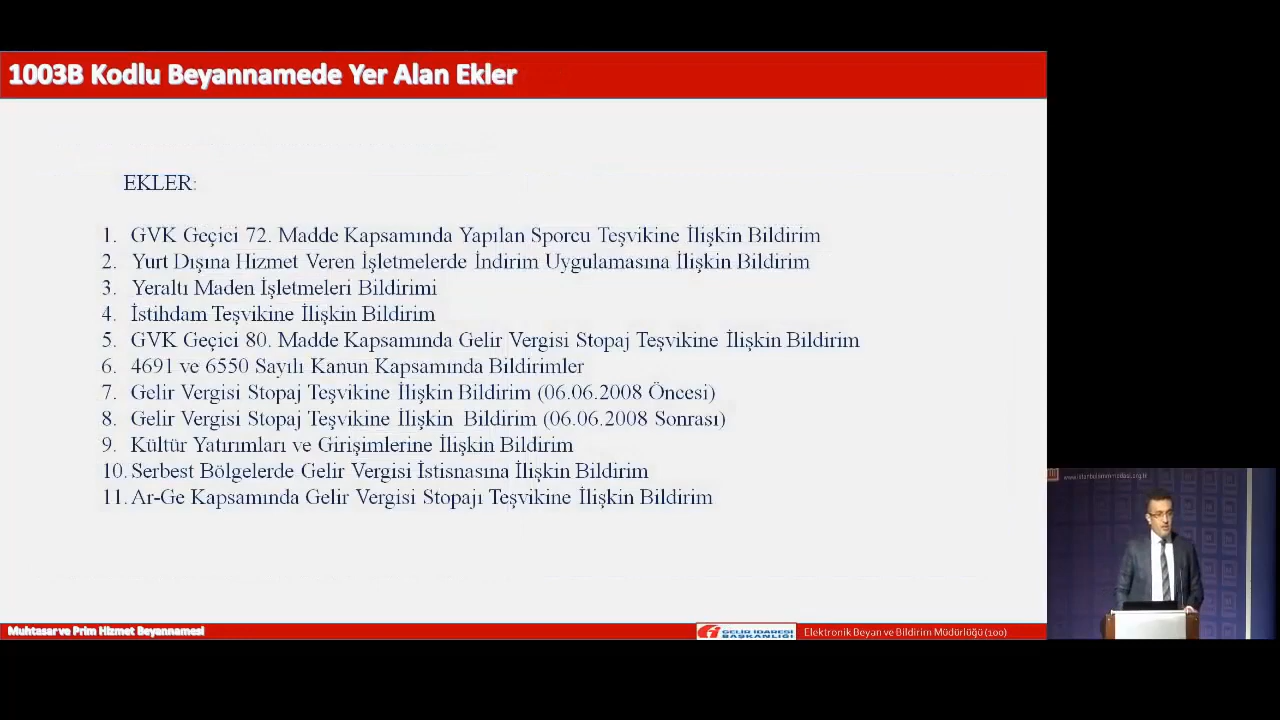 1003B Kodlu Beyannamede Yer Alan Ekler
EKLER:
1. GVK Geçici 72. Madde Kapsamında Yapılan Sporcu Teşvikine İlişkin Bildirim
2. Yurt Dışına Hizmet Veren İşletmelerde İndirim Uygulamasına İlişkin Bildirim
3. Yeraltı Maden İşletmeleri Bildirimi
4. İstihdam Teşvikine İlişkin Bildirim
5. GVK Geçici 80. Madde Kapsamında Gelir Vergisi Stopaj Teşvikine İlişkin Bildirim
6. 4691 ve 6550 Sayılı Kanun Kapsamında Bildirimler
7. Gelir Vergisi Stopaj Teşvikine İlişkin Bildirim (06.06.2008 Öncesi)
8. Gelir Vergisi Stopaj Teşvikine İlişkin Bildirim (06.06.2008 Sonrası)
9. Kültür Yatırımları ve Girişimlerine İlişkin Bildirim
10. Serbest Bölgelerde Gelir Vergisi İstisnasına İlişkin Bildirim
11. Ar-Ge Kapsamında Gelir Vergisi Stopajı Teşvikine İlişkin Bildirim
Muhtasar ve Prim Hizmet Beyannamesi
GELİR İDARESİ
BAŞKANLIĞI
Elektronik Beyan ve Bildirim Müdürlüğü (100)